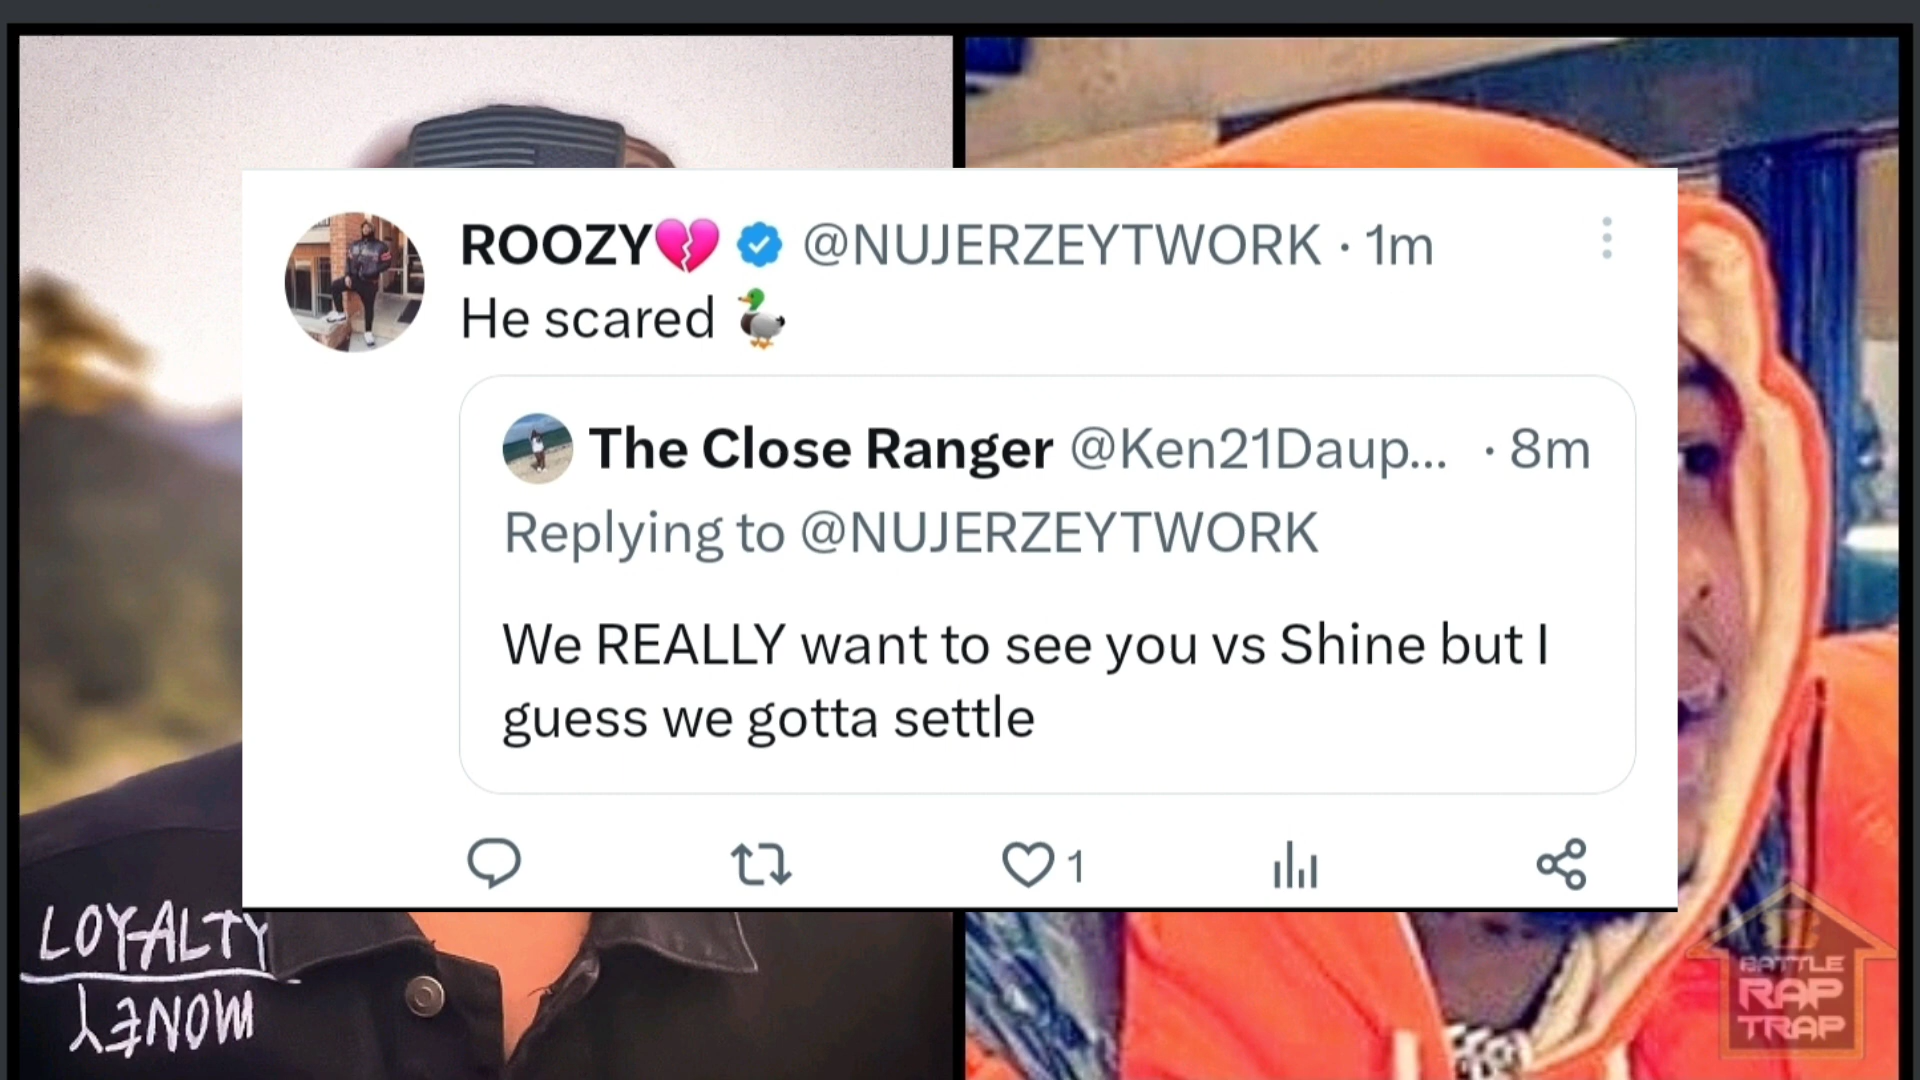 ROOZY💔 @NUJERZEYTWORK · 1m
He scared 🦆
The Close Ranger @Ken21Daup... · 8m
Replying to @NUJERZEYTWORK
We REALLY want to see you vs Shine but I
guess we gotta settle
1
LOYALTY
MONEY
BATTLE
RAP
TRAP